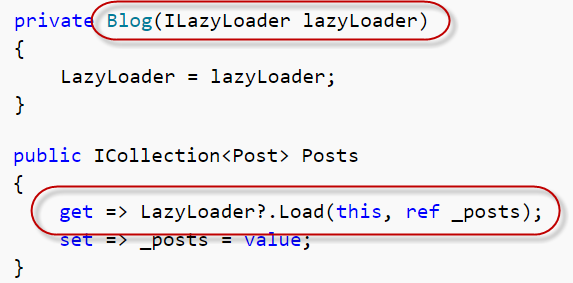 private Blog(ILazyLoader lazyLoader)
{
    LazyLoader = lazyLoader;
}
public ICollection<Post> Posts
{
    get => LazyLoader?.Load(this, ref _posts);
    set => _posts = value;
}